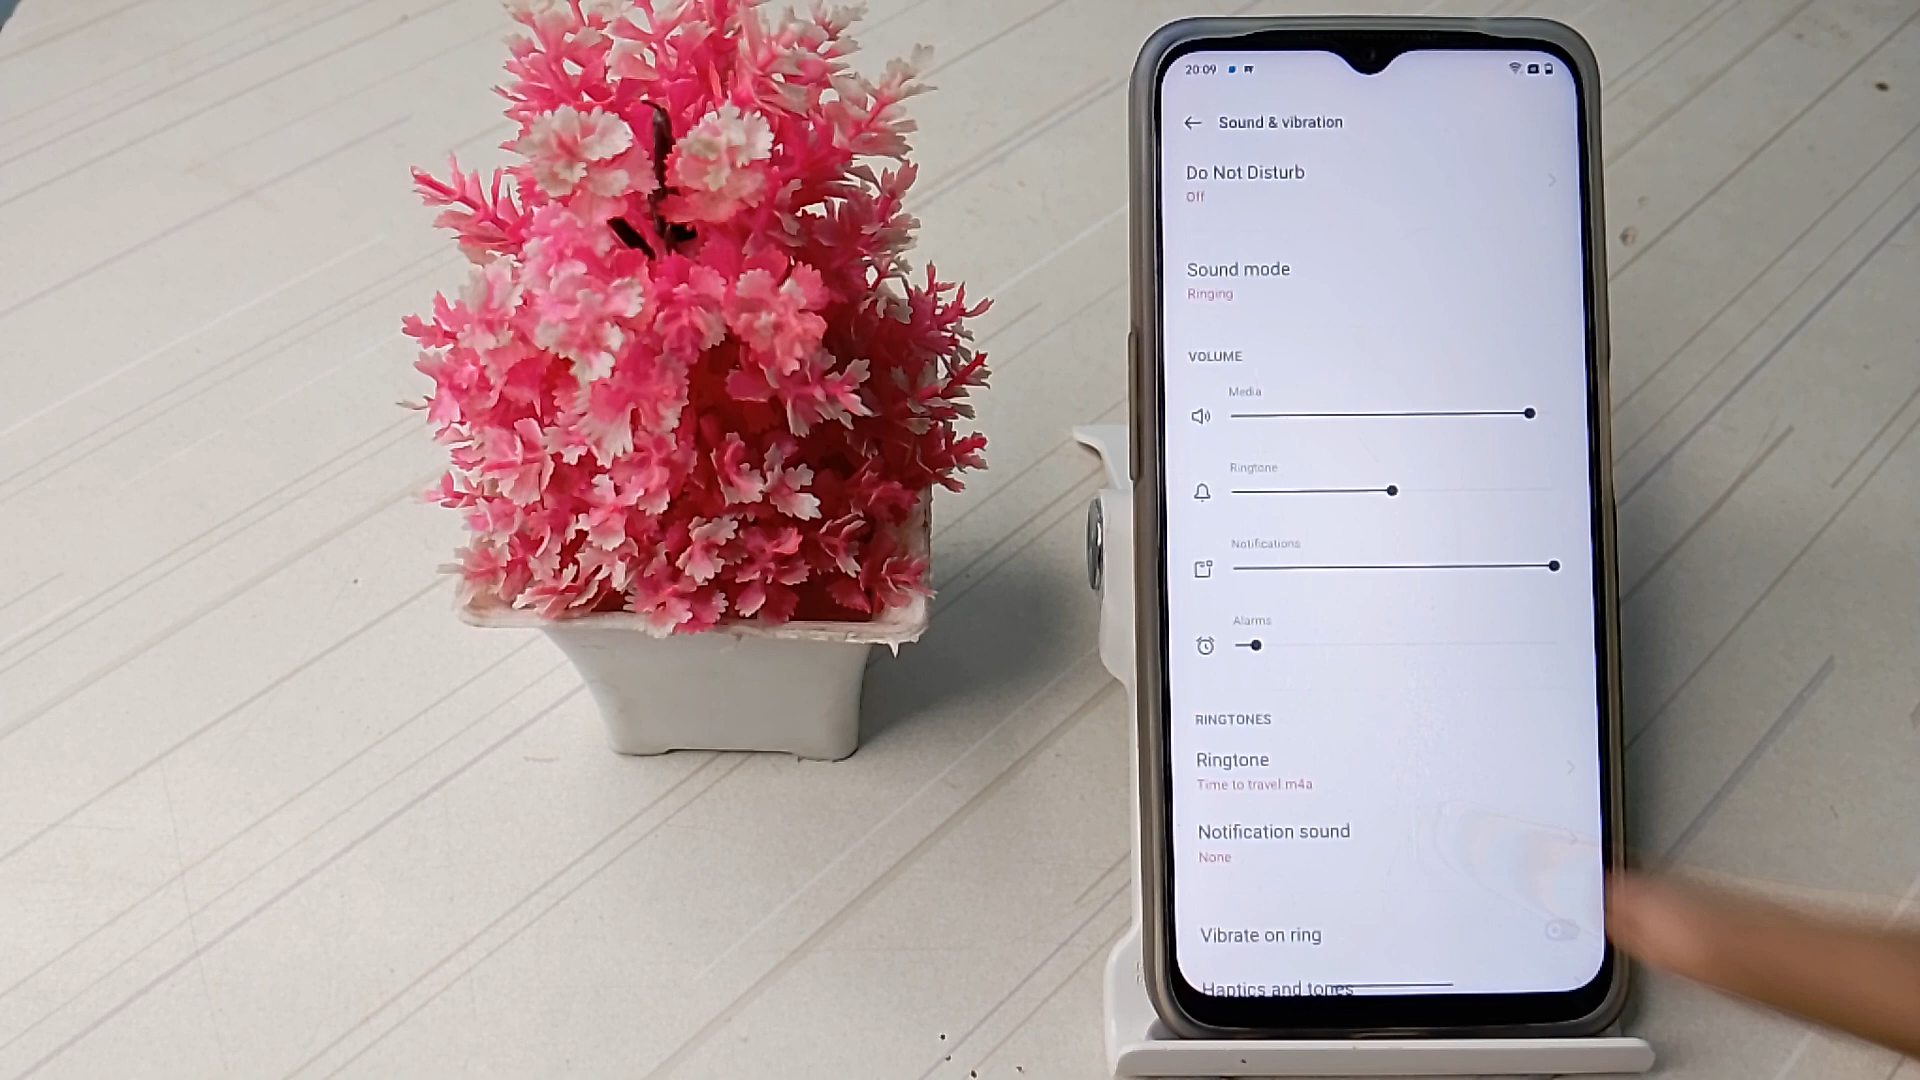 20:09
Sound & vibration
Do Not Disturb
Off
Sound mode
Ringing
VOLUME
Media
Ringtone
Notifications
Alarms
RINGTONES
Ringtone
Time to travel.m4a
Notification sound
None
Vibrate on ring
Haptics and tones